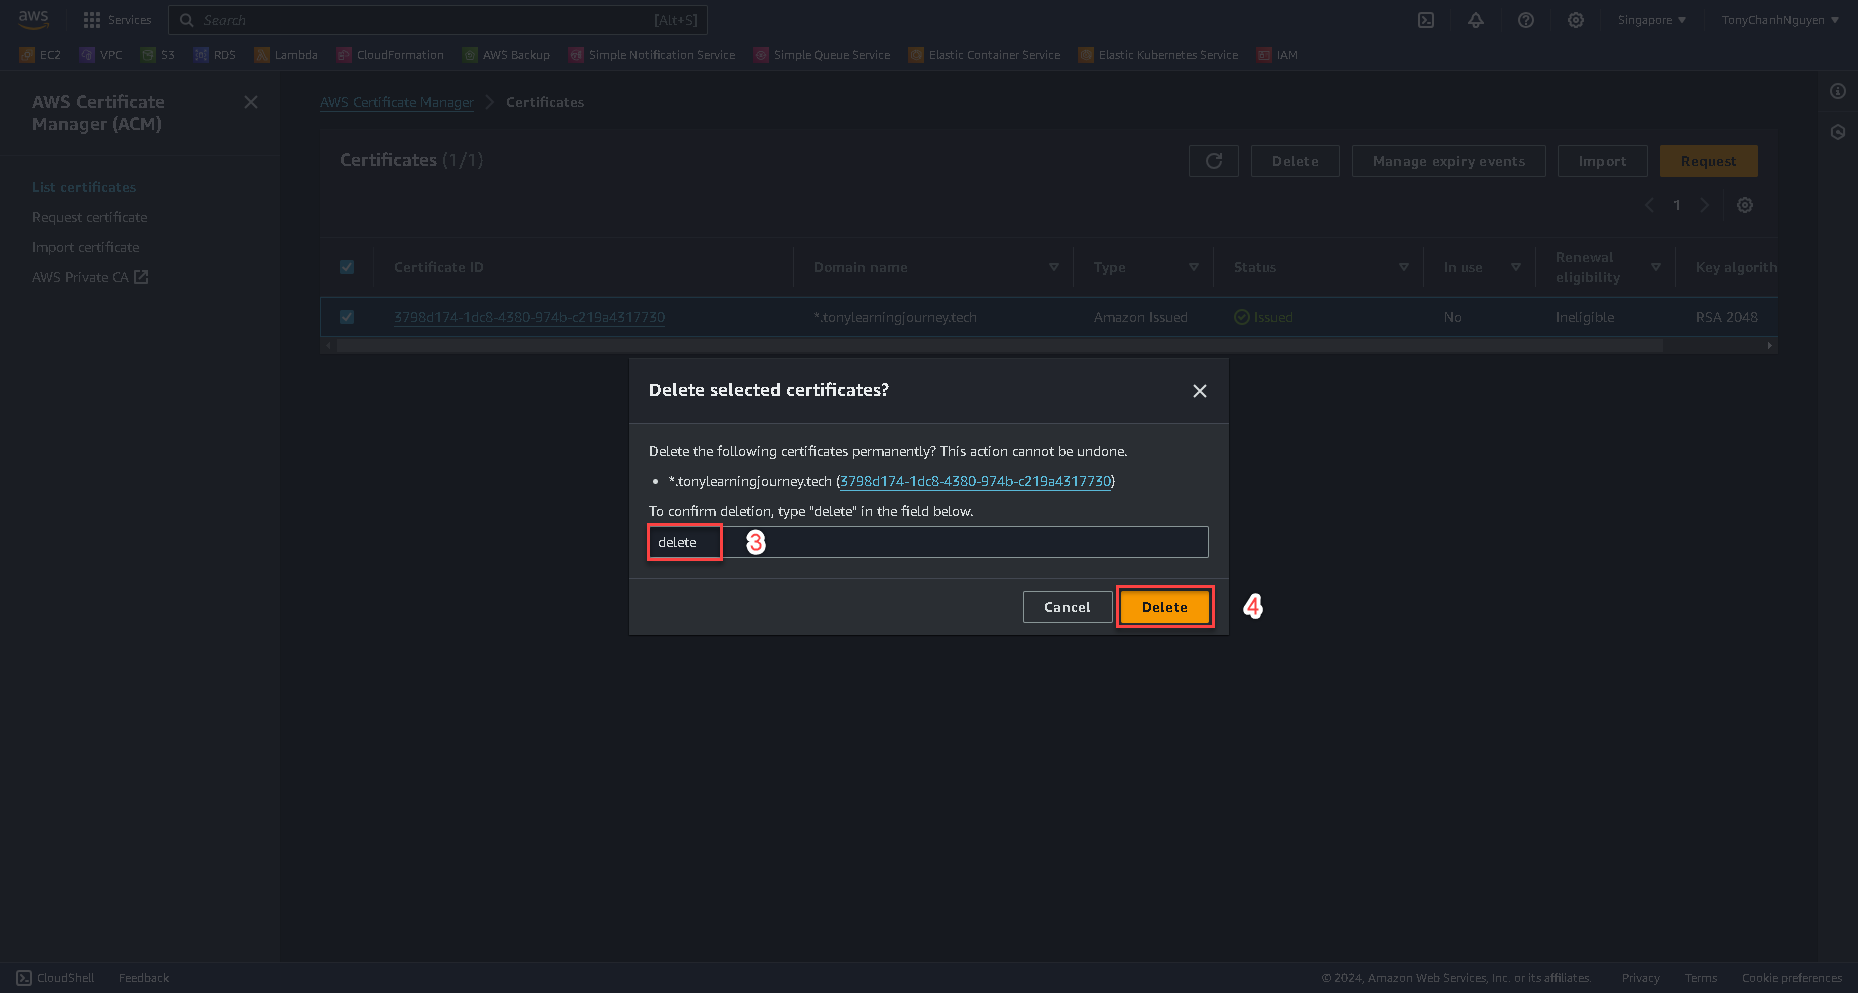 aws
Services
Search [Alt+S]
Singapore
TonyChanhNguyen
EC2 VPC S3 RDS Lambda CloudFormation AWS Backup Simple Notification Service Simple Queue Service Elastic Container Service Elastic Kubernetes Service IAM
AWS Certificate
Manager (ACM)
List certificates
Request certificate
Import certificate
AWS Private CA
AWS Certificate Manager > Certificates
Certificates (1/1)
Delete Manage expiry events Import Request
1
Certificate ID Domain name Type Status In use Renewal eligibility Key algorith
3798d174-1dc8-4380-974b-c219a4317730 *.tonylearningjourney.tech Amazon Issued Issued No Ineligible RSA 2048
Delete selected certificates?
Delete the following certificates permanently? This action cannot be undone.
• *.tonylearningjourney.tech (3798d174-1dc8-4380-974b-c219a4317730)
To confirm deletion, type "delete" in the field below.
delete 3
Cancel Delete 4
CloudShell Feedback © 2024, Amazon Web Services, Inc. or its affiliates. Privacy Terms Cookie preferences